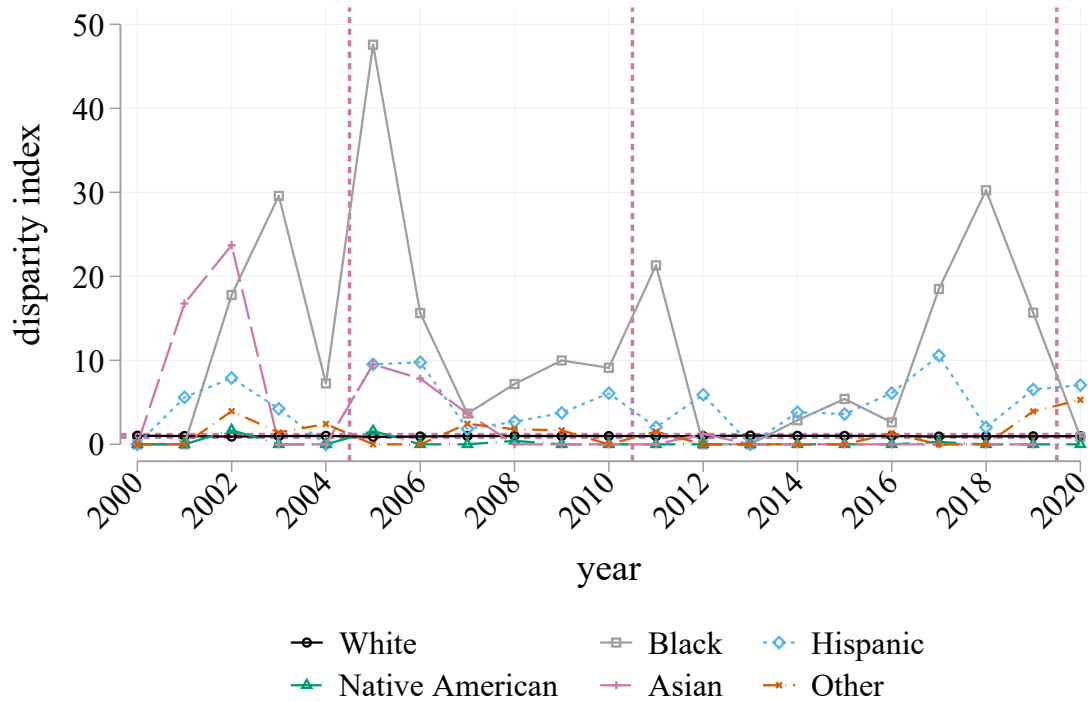 50
40
30
20
10
0
disparity index
2000 2002 2004 2006 2008 2010 2012 2014 2016 2018 2020
year
White Black Hispanic
Native American Asian Other